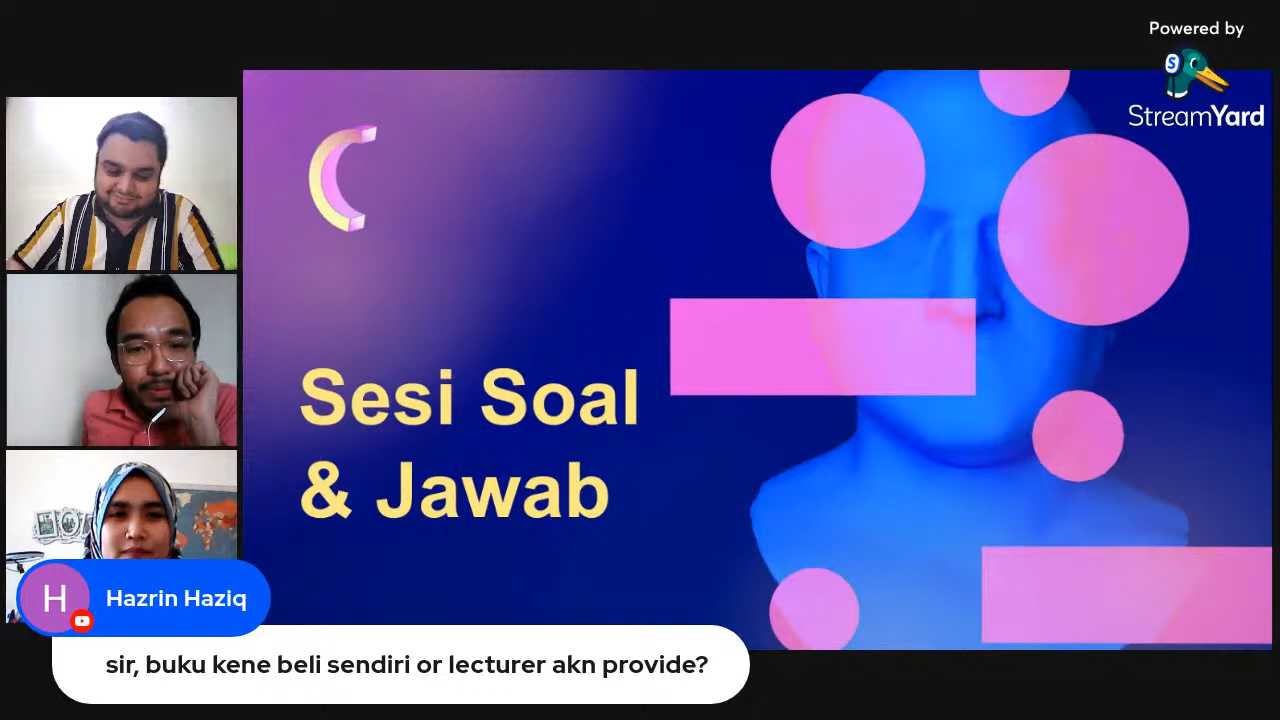 Powered by
S
StreamYard
Sesi Soal
& Jawab
H
Hazrin Haziq
sir, buku kene beli sendiri or lecturer akn provide?